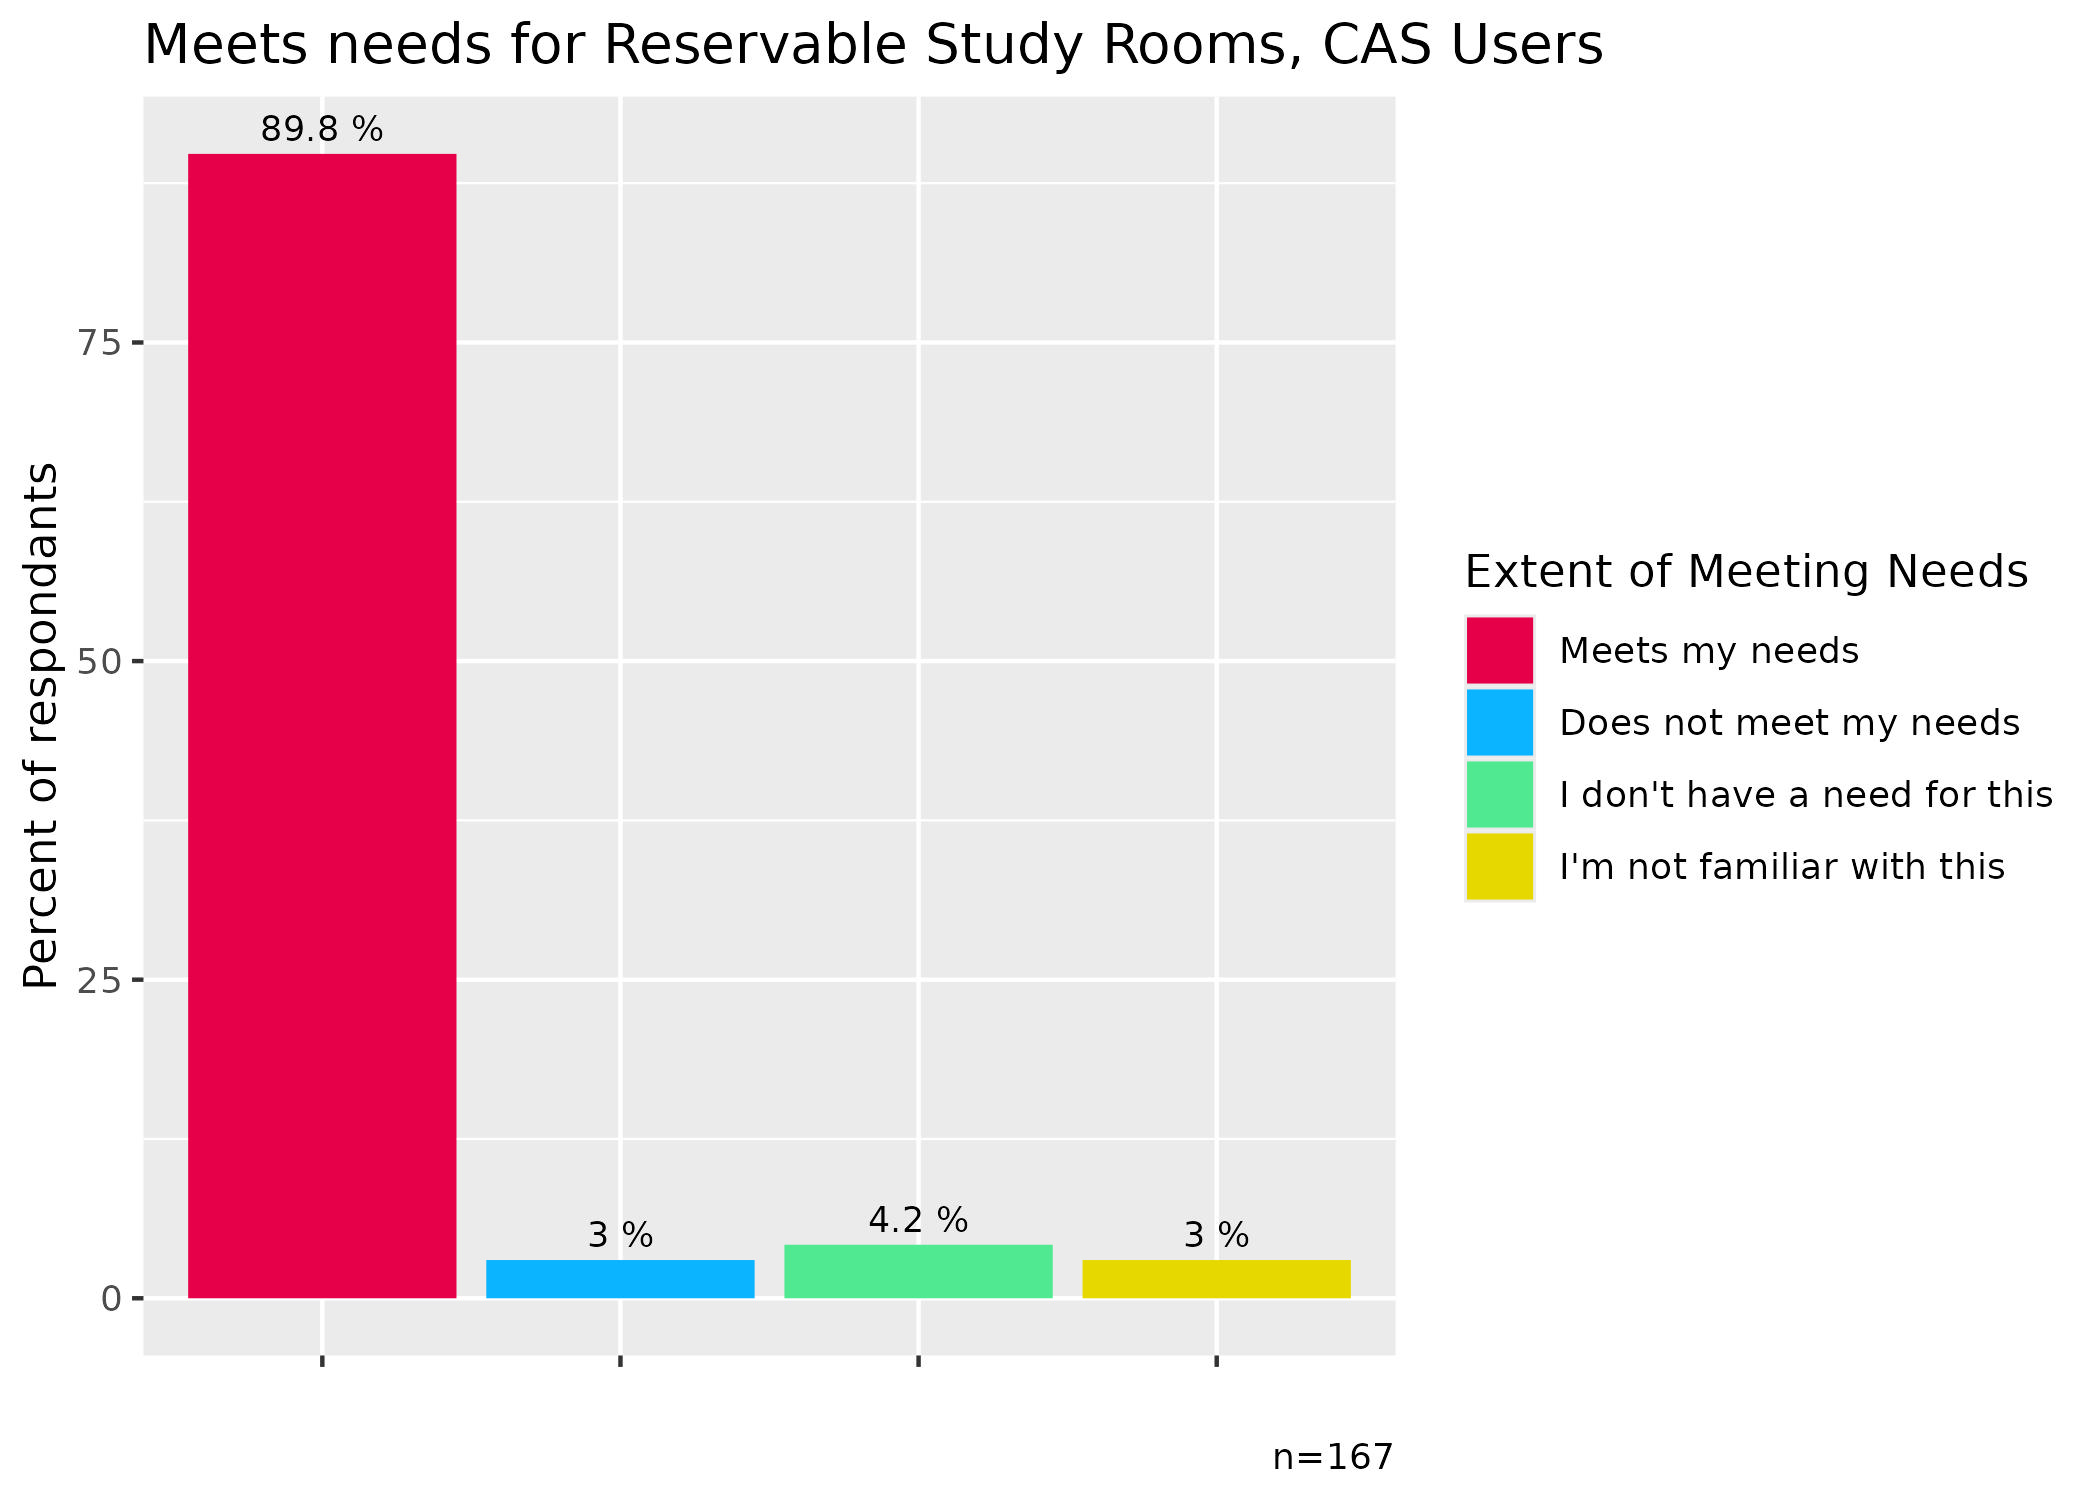 Meets needs for Reservable Study Rooms, CAS Users
Percent of respondants
75
50
25
0
89.8 %
3 %
4.2 %
3 %
Extent of Meeting Needs
Meets my needs
Does not meet my needs
I don't have a need for this
I'm not familiar with this
n=167